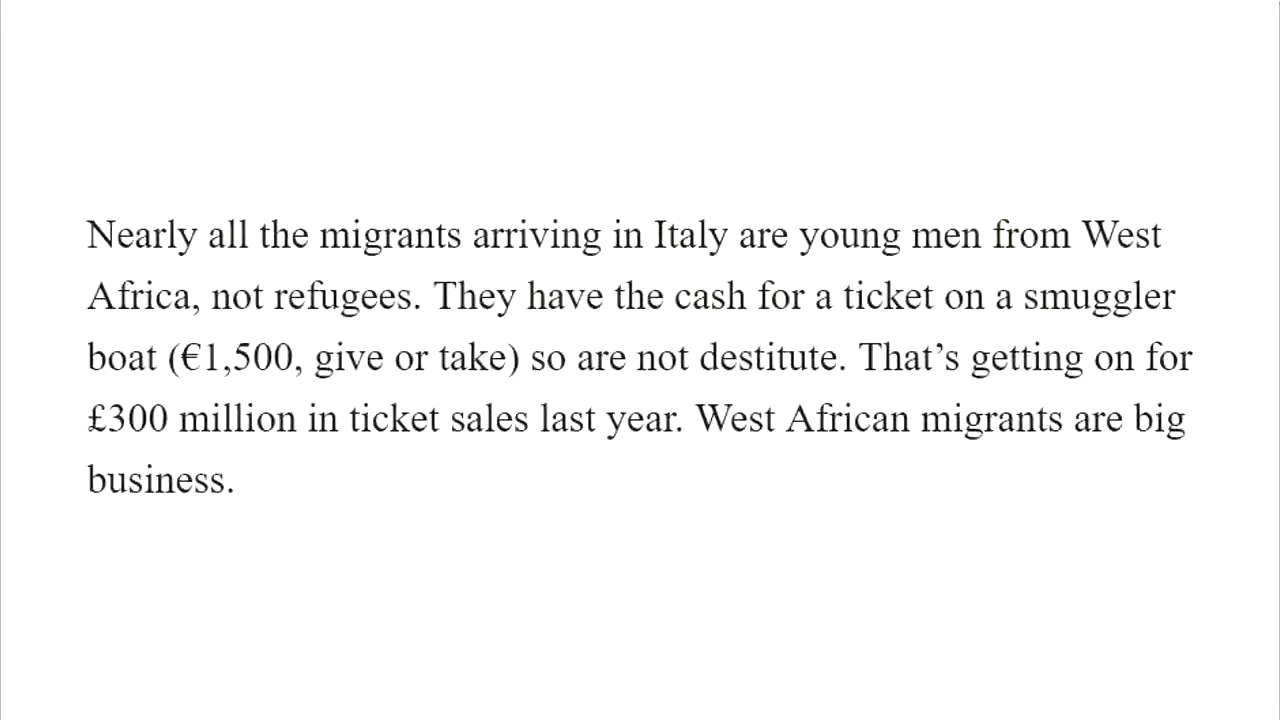 Nearly all the migrants arriving in Italy are young men from West
Africa, not refugees. They have the cash for a ticket on a smuggler
boat (€1,500, give or take) so are not destitute. That’s getting on for
£300 million in ticket sales last year. West African migrants are big
business.